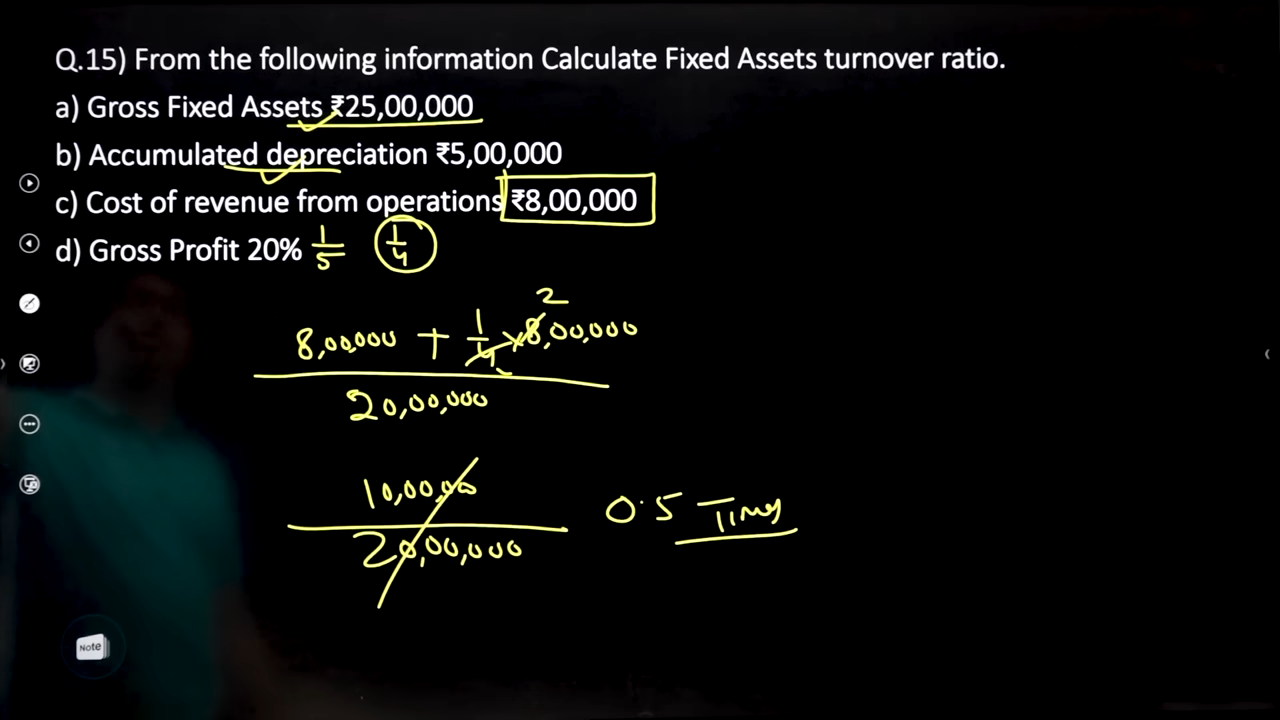 Q.15) From the following information Calculate Fixed Assets turnover ratio.
a) Gross Fixed Assets ₹25,00,000
b) Accumulated depreciation ₹5,00,000
c) Cost of revenue from operations ₹8,00,000
d) Gross Profit 20% 1/5 1/4
2
8,00,000 + 1/4 × 8,00,000
20,00,000
10,00,00
20,00,000
0.5 Times
Note